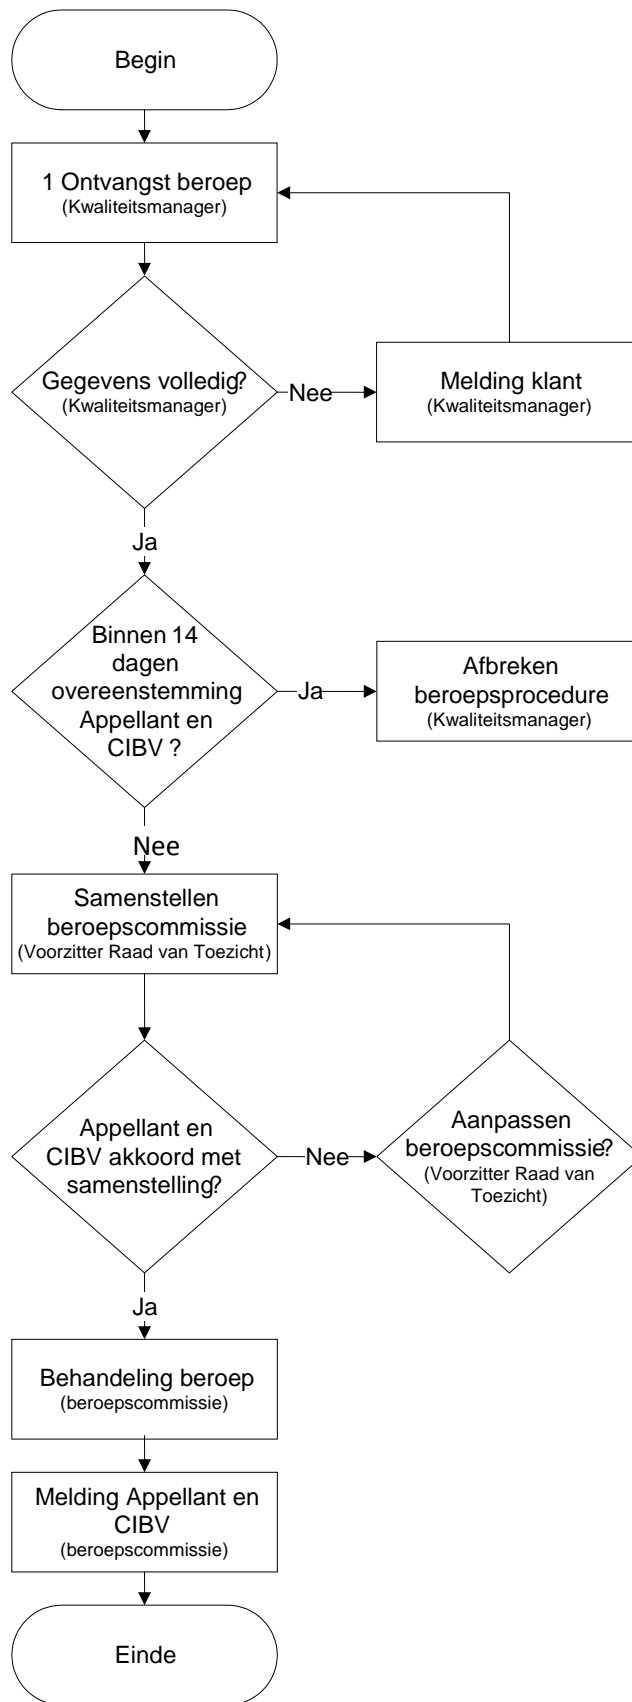 Begin
1 Ontvangst beroep
(Kwaliteitsmanager)
Gegevens volledig?
(Kwaliteitsmanager)
Nee
Melding klant
(Kwaliteitsmanager)
Ja
Binnen 14
dagen
overeenstemming
Appellant en
CIBV ?
Ja
Afbreken
beroepsprocedure
(Kwaliteitsmanager)
Nee
Samenstellen
beroepscommissie
(Voorzitter Raad van Toezicht)
Appellant en
CIBV akkoord met
samenstelling?
Nee
Aanpassen
beroepscommissie?
(Voorzitter Raad van
Toezicht)
Ja
Behandeling beroep
(beroepscommissie)
Melding Appellant en
CIBV
(beroepscommissie)
Einde